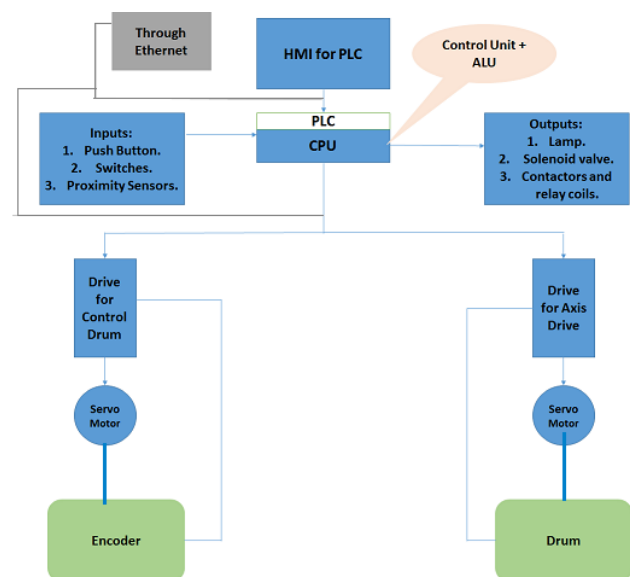 Through
Ethernet
HMI for PLC
Control Unit +
ALU
PLC
CPU
Inputs:
1. Push Button.
2. Switches.
3. Proximity Sensors.
Outputs:
1. Lamp.
2. Solenoid valve.
3. Contactors and
relay coils.
Drive
for
Control
Drum
Drive
for Axis
Drive
Servo
Motor
Servo
Motor
Encoder
Drum